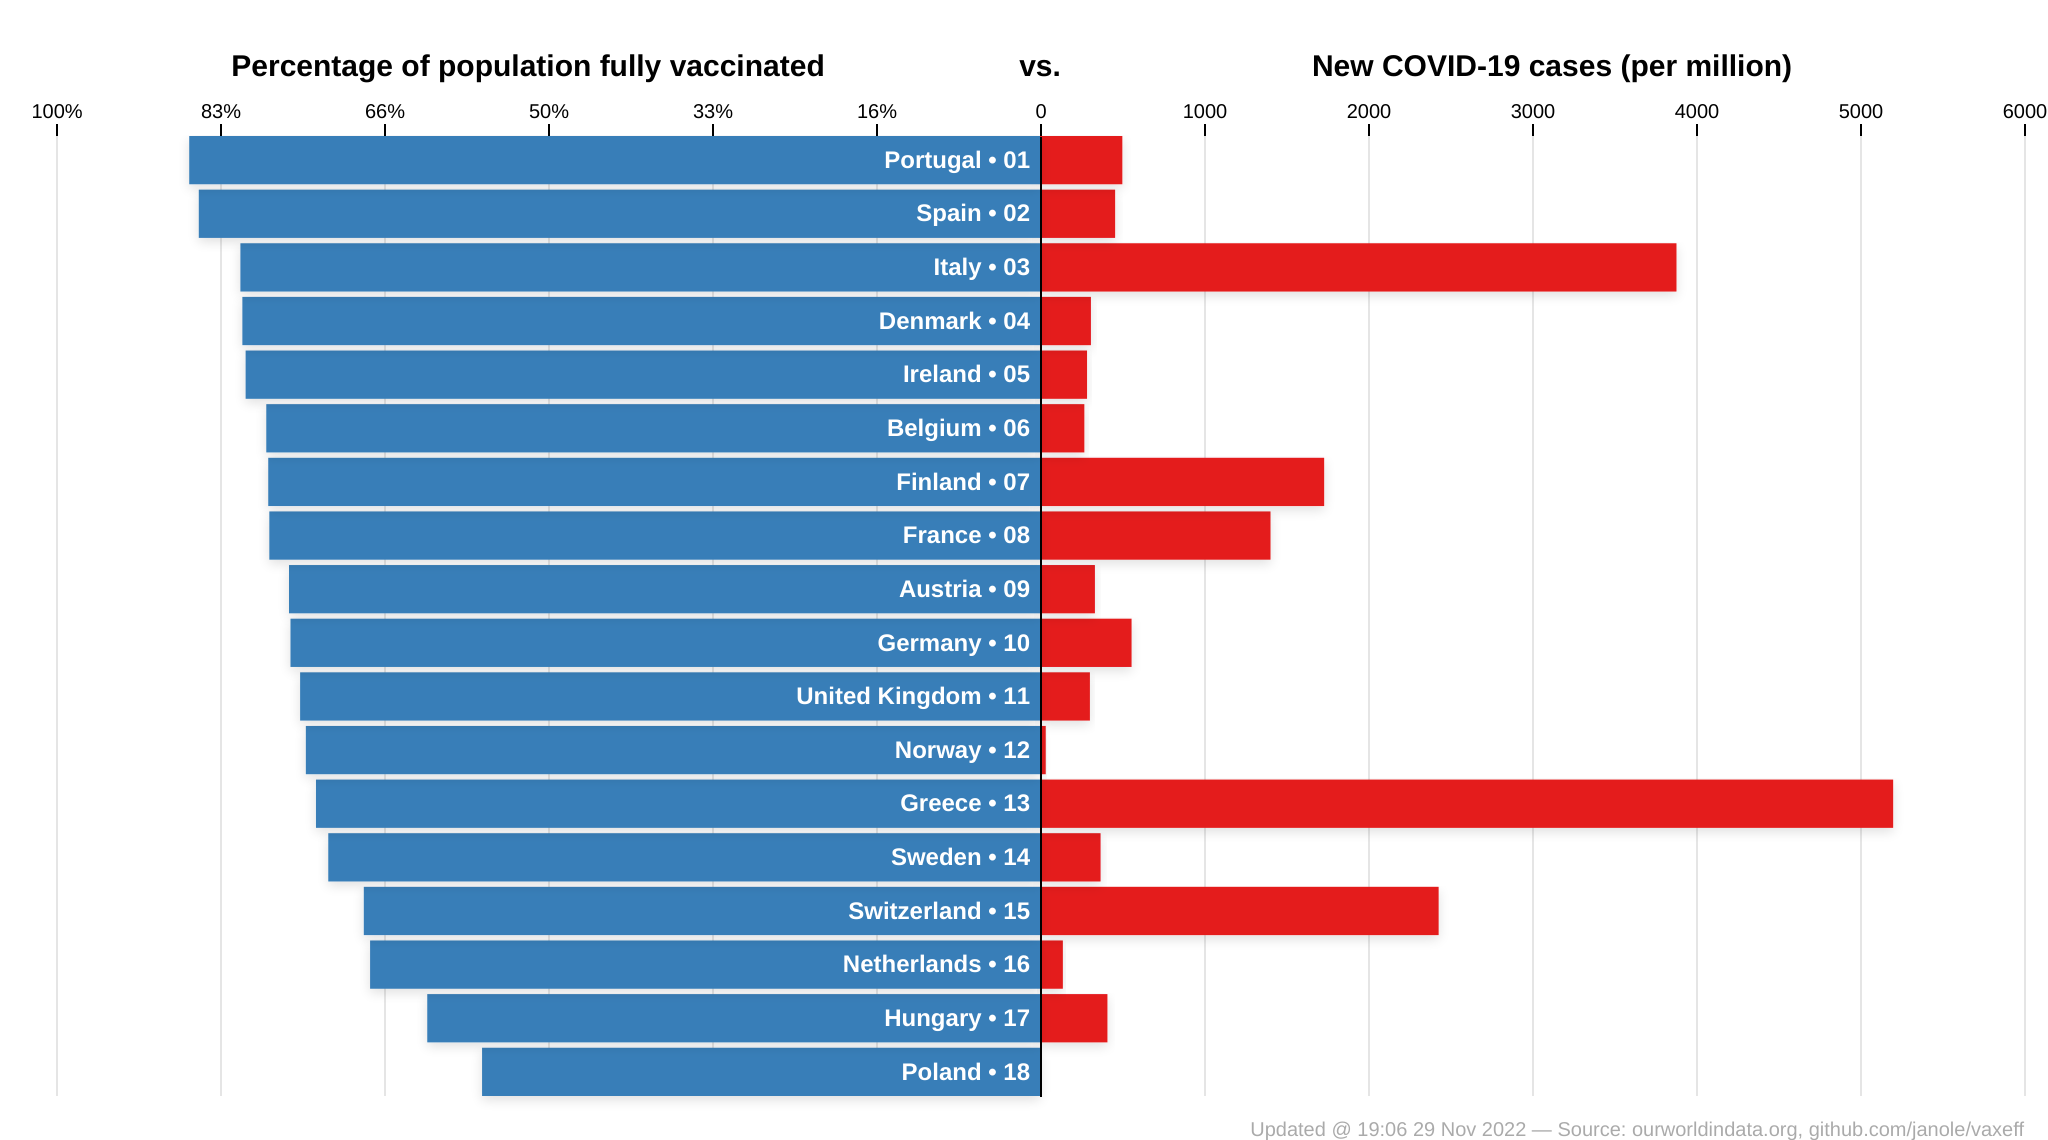 Percentage of population fully vaccinated vs. New COVID-19 cases (per million)
100% 83% 66% 50% 33% 16% 0 1000 2000 3000 4000 5000 6000
Portugal • 01
Spain • 02
Italy • 03
Denmark • 04
Ireland • 05
Belgium • 06
Finland • 07
France • 08
Austria • 09
Germany • 10
United Kingdom • 11
Norway • 12
Greece • 13
Sweden • 14
Switzerland • 15
Netherlands • 16
Hungary • 17
Poland • 18
Updated @ 19:06 29 Nov 2022 — Source: ourworldindata.org, github.com/janole/vaxeff